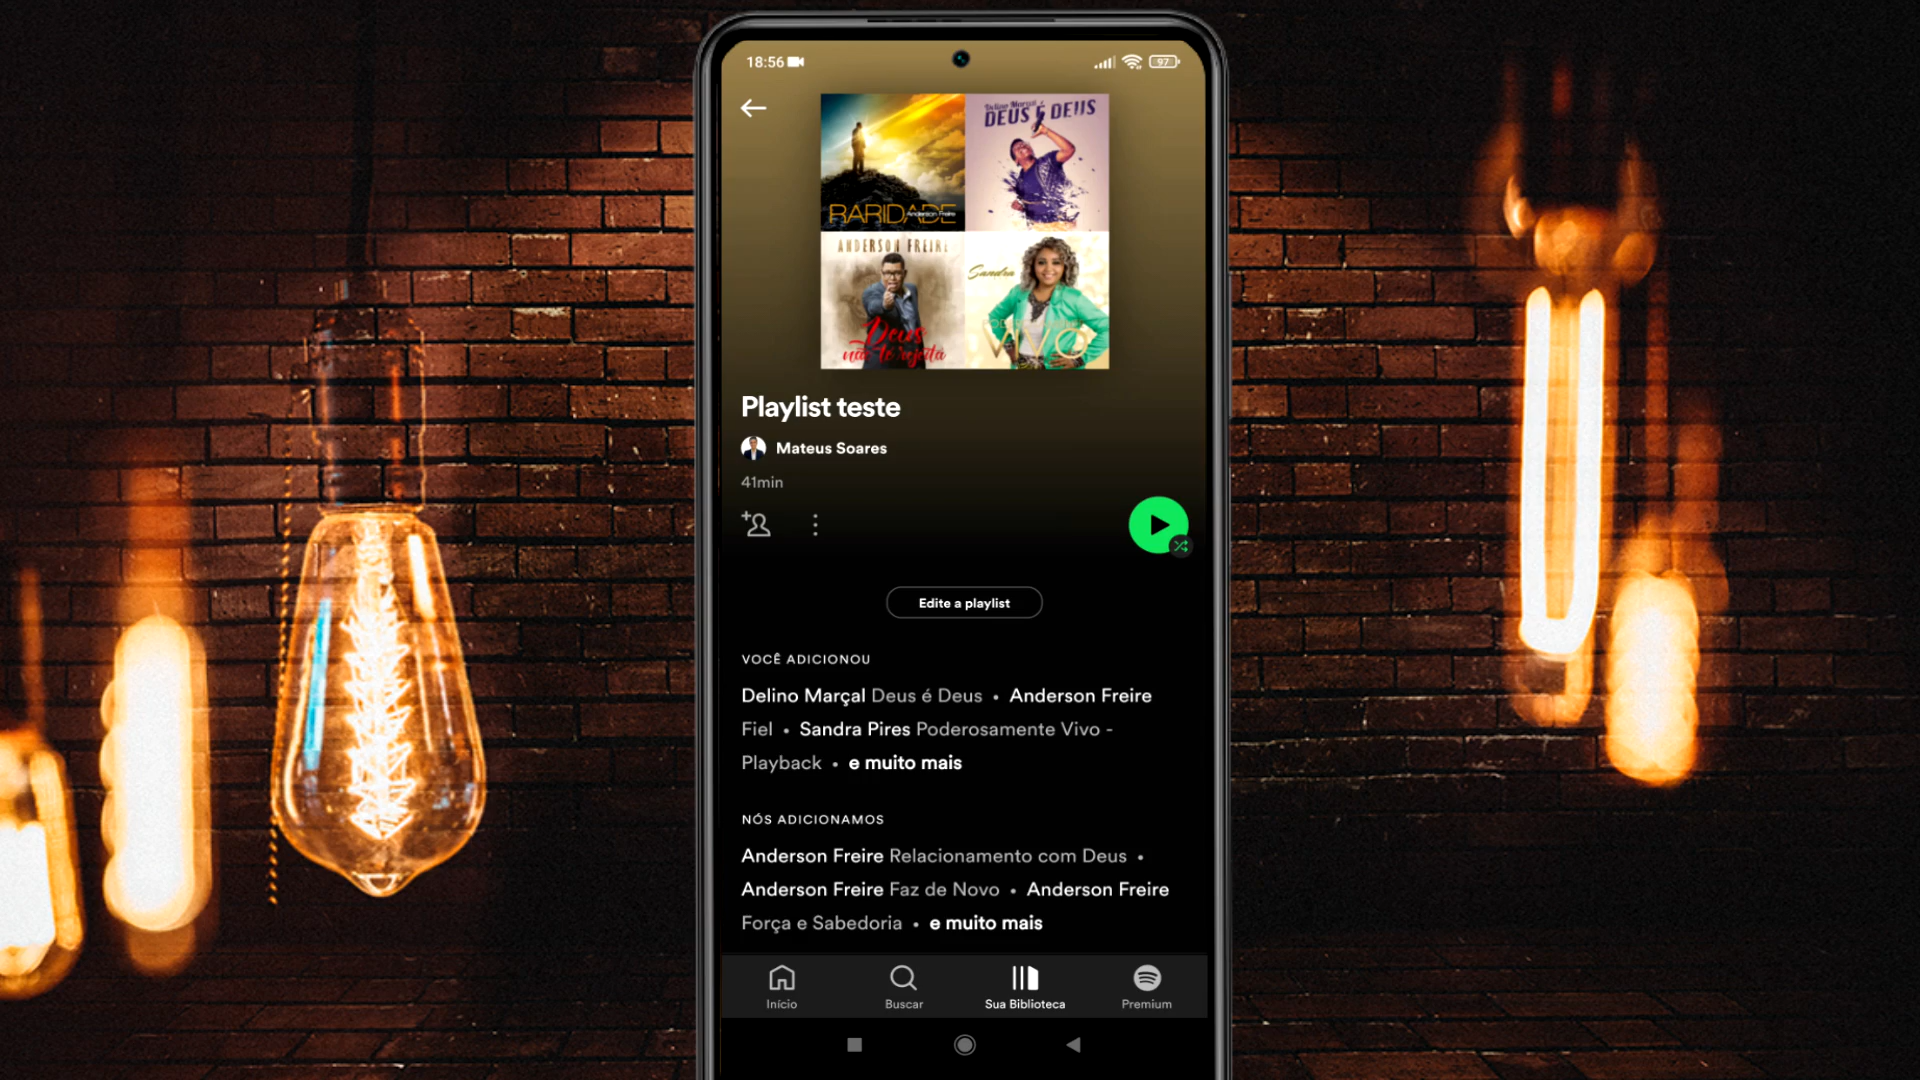 18:56
97
Delino Marçal
DEUS É DEUS
RARIDADE
Anderson Freire
ANDERSON FREIRE
Sandra
Deus
não te rejeita
VIVO
Playlist teste
Mateus Soares
41min
Edite a playlist
VOCÊ ADICIONOU
Delino Marçal Deus é Deus • Anderson Freire
Fiel • Sandra Pires Poderosamente Vivo -
Playback • e muito mais
NÓS ADICIONAMOS
Anderson Freire Relacionamento com Deus •
Anderson Freire Faz de Novo • Anderson Freire
Força e Sabedoria • e muito mais
Início
Buscar
Sua Biblioteca
Premium